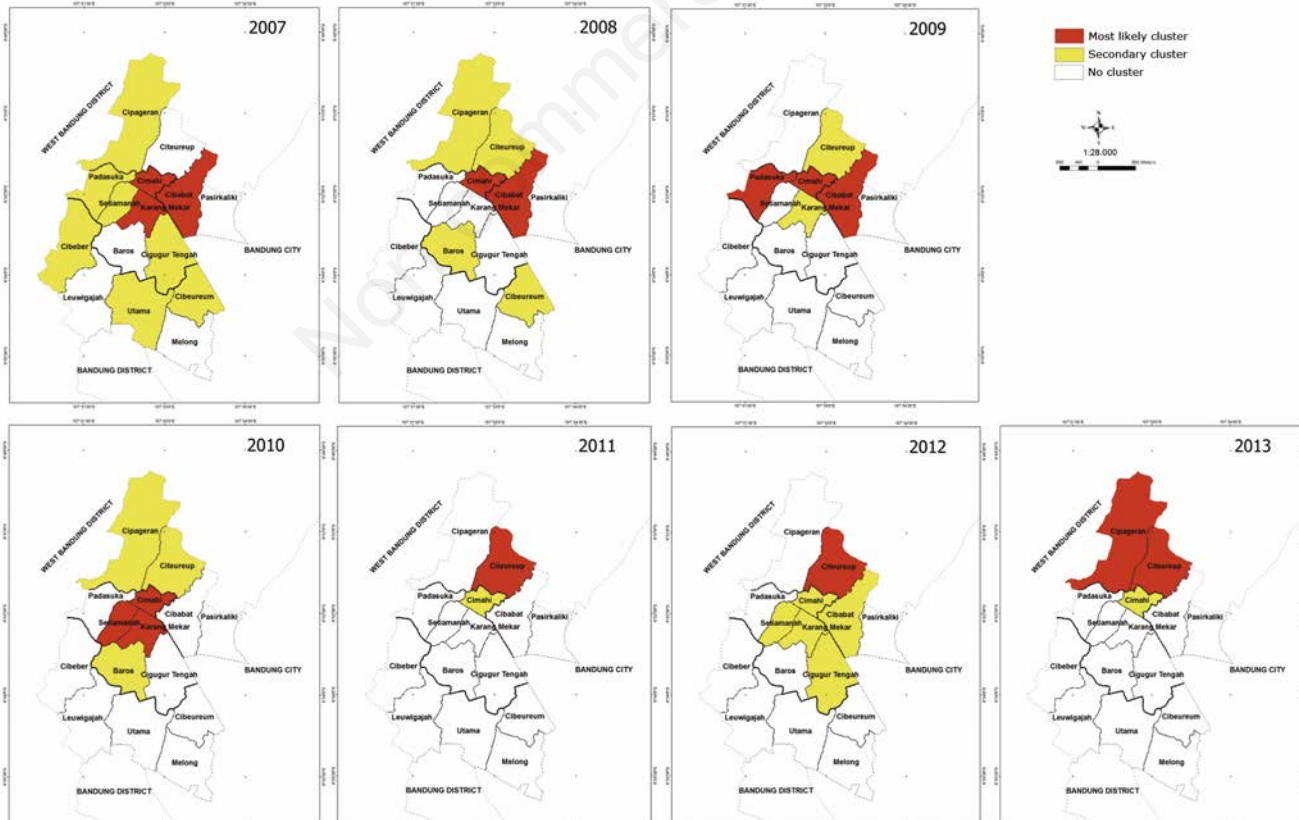 2007
WEST BANDUNG DISTRICT
Cipageran
Citeureup
Padasuka
Cimahi
Cibabat
Setiamanah
Karang Mekar
Pasirkaliki
Cibeber
Baros
Cigugur Tengah
BANDUNG CITY
Leuwigajah
Cibeureum
Utama
Melong
BANDUNG DISTRICT
2008
WEST BANDUNG DISTRICT
Cipageran
Citeureup
Padasuka
Cimahi
Cibabat
Setiamanah
Karang Mekar
Pasirkaliki
Cibeber
Baros
Cigugur Tengah
BANDUNG CITY
Leuwigajah
Cibeureum
Utama
Melong
BANDUNG DISTRICT
2009
WEST BANDUNG DISTRICT
Cipageran
Citeureup
Padasuka
Cimahi
Cibabat
Setiamanah
Karang Mekar
Pasirkaliki
Cibeber
Baros
Cigugur Tengah
BANDUNG CITY
Leuwigajah
Cibeureum
Utama
Melong
BANDUNG DISTRICT
Most likely cluster
Secondary cluster
No cluster
1:28.000
2010
WEST BANDUNG DISTRICT
Cipageran
Citeureup
Padasuka
Cimahi
Cibabat
Setiamanah
Karang Mekar
Pasirkaliki
Cibeber
Baros
Cigugur Tengah
BANDUNG CITY
Leuwigajah
Cibeureum
Utama
Melong
BANDUNG DISTRICT
2011
WEST BANDUNG DISTRICT
Cipageran
Citeureup
Padasuka
Cimahi
Cibabat
Setiamanah
Karang Mekar
Pasirkaliki
Cibeber
Baros
Cigugur Tengah
BANDUNG CITY
Leuwigajah
Cibeureum
Utama
Melong
BANDUNG DISTRICT
2012
WEST BANDUNG DISTRICT
Cipageran
Citeureup
Padasuka
Cimahi
Cibabat
Setiamanah
Karang Mekar
Pasirkaliki
Cibeber
Baros
Cigugur Tengah
BANDUNG CITY
Leuwigajah
Cibeureum
Utama
Melong
BANDUNG DISTRICT
2013
WEST BANDUNG DISTRICT
Cipageran
Citeureup
Padasuka
Cimahi
Cibabat
Setiamanah
Karang Mekar
Pasirkaliki
Cibeber
Baros
Cigugur Tengah
BANDUNG CITY
Leuwigajah
Cibeureum
Utama
Melong
BANDUNG DISTRICT